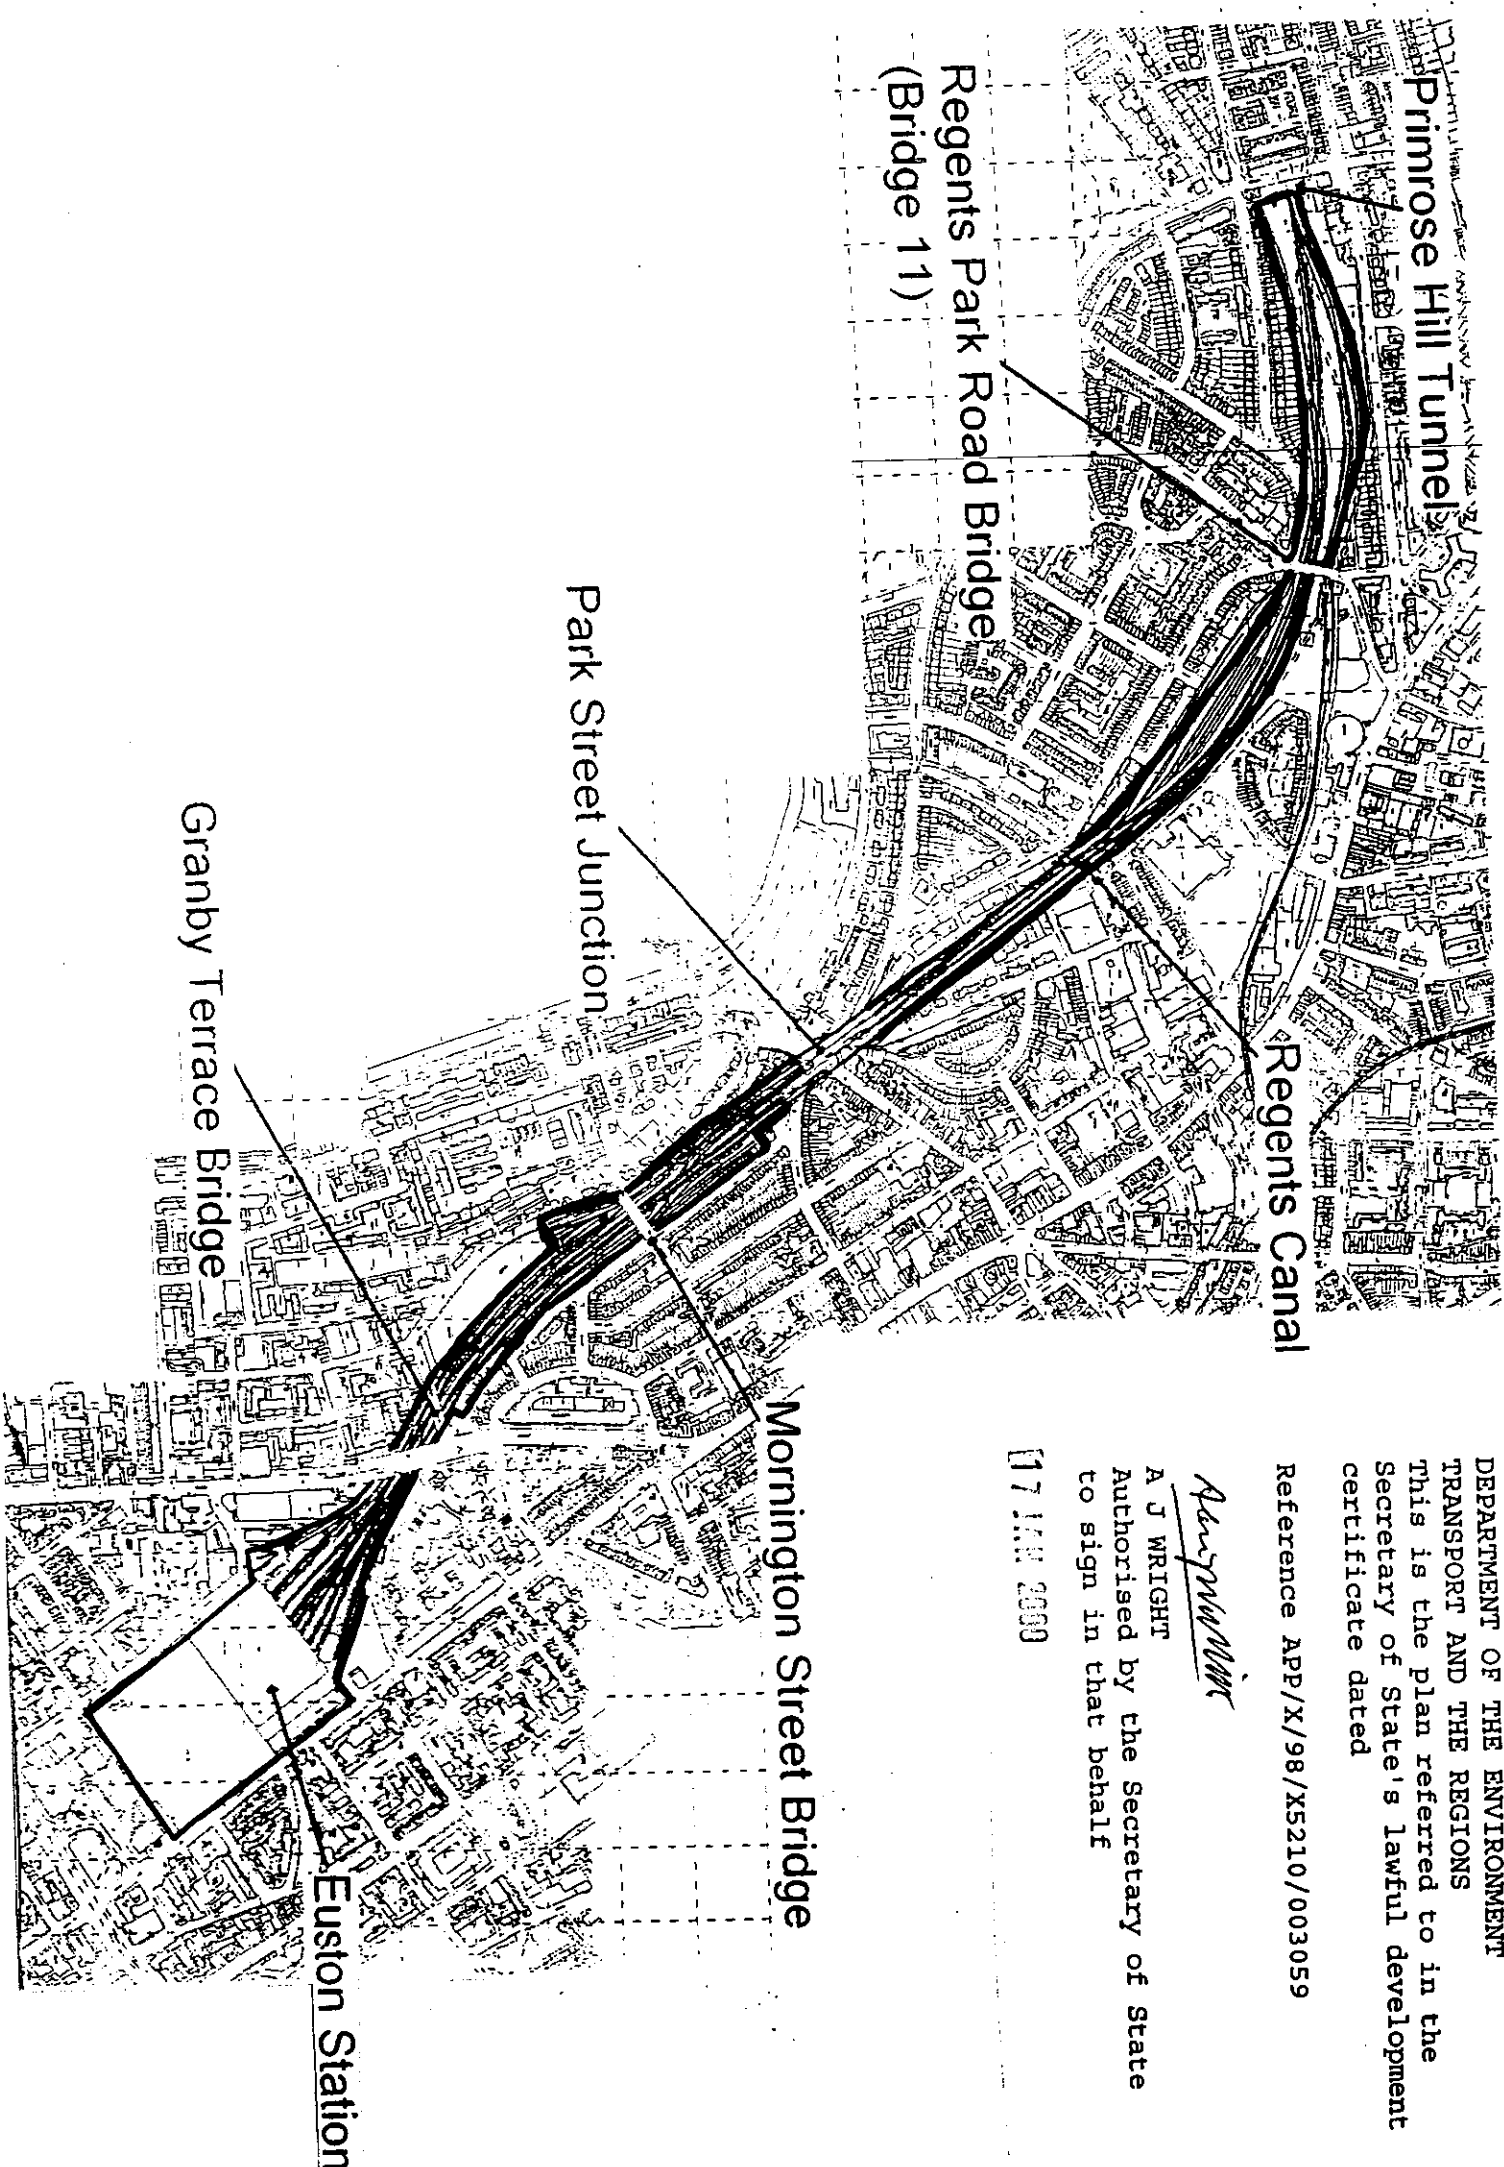 DEPARTMENT OF THE ENVIRONMENT
TRANSPORT AND THE REGIONS
This is the plan referred to in the
Secretary of State's lawful development
certificate dated
Reference APP/X/98/X5210/003059
A J WRIGHT
Authorised by the Secretary of State
to sign in that behalf
17 JAN 2000
Primrose Hill Tunnel
Regents Park Road Bridge
(Bridge 11)
Regents Canal
Park Street Junction
Mornington Street Bridge
Granby Terrace Bridge
Euston Station